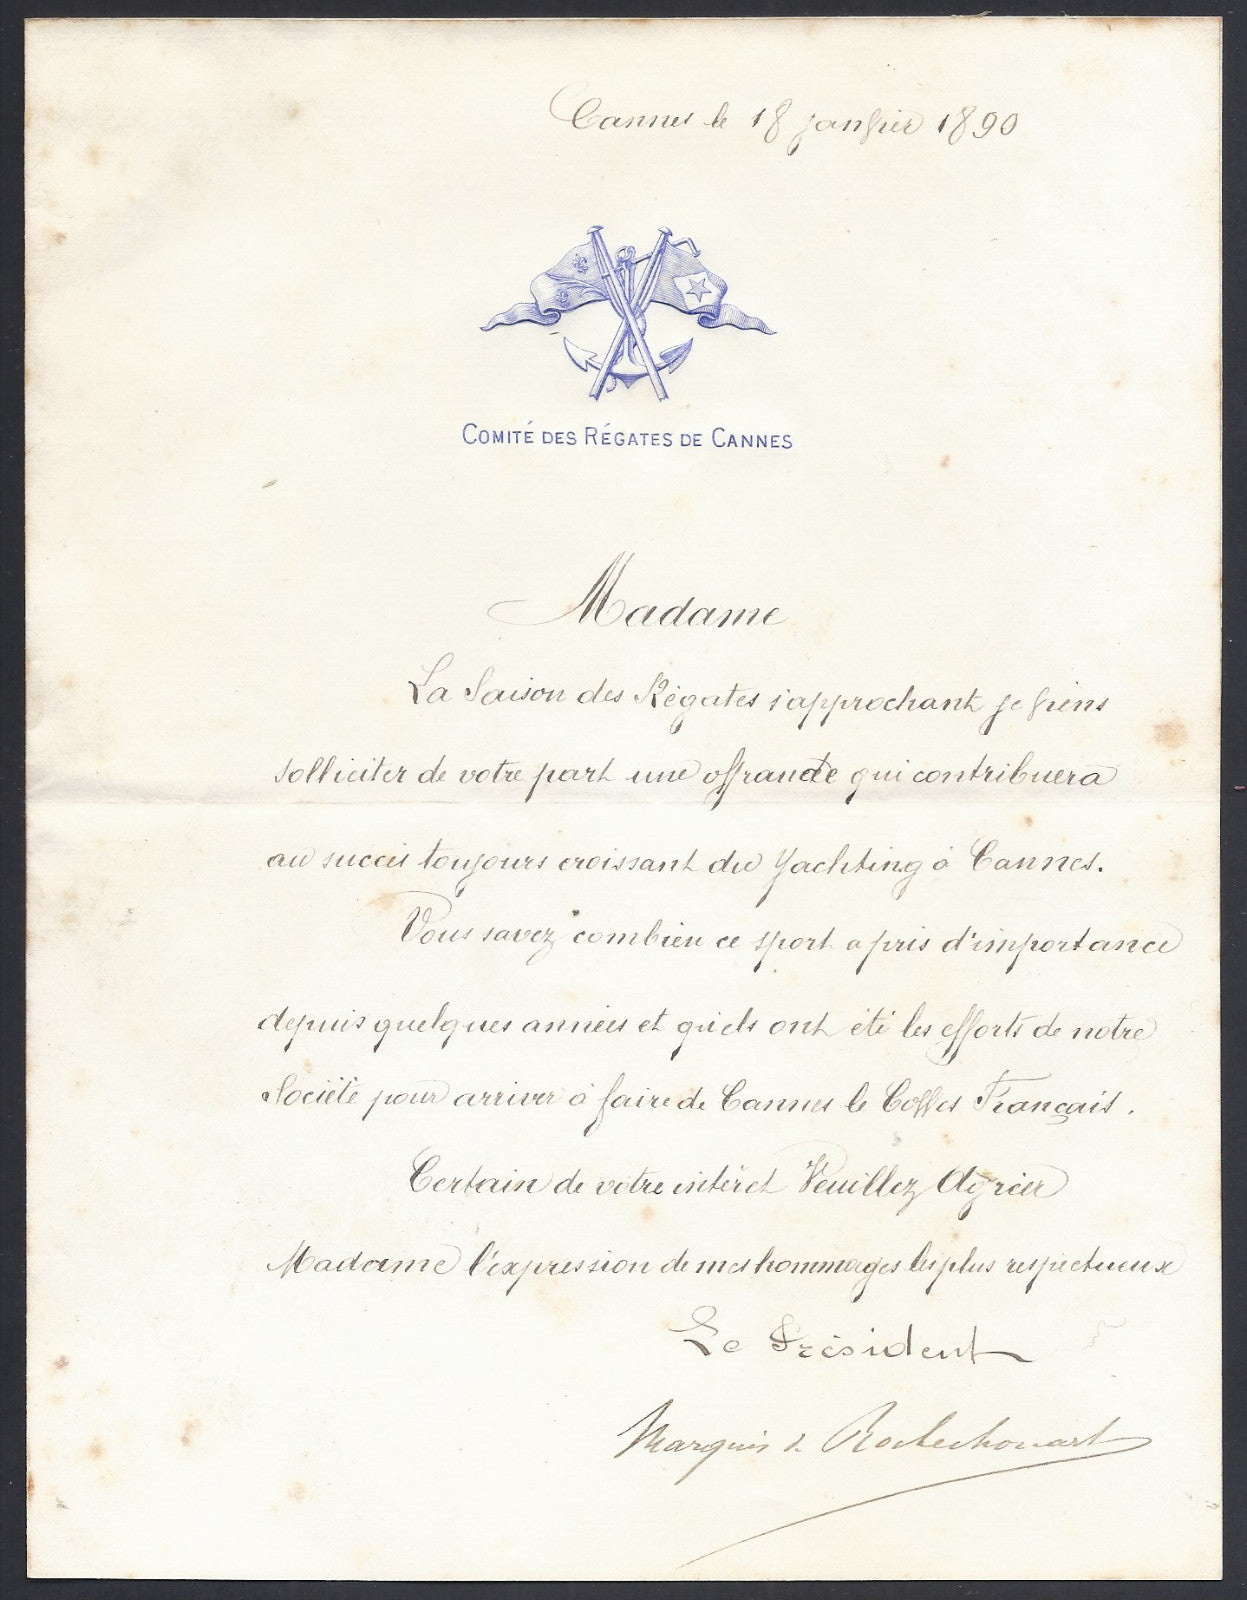 Cannes le 18 janvier 1890
COMITÉ DES RÉGATES DE CANNES
Madame
La Saison des Régates s'approchant je viens
solliciter de votre part une offrande qui contribuera
au succès toujours croissant du Yachting à Cannes.
Vous savez combien ce sport a pris d'importance
depuis quelques années et quels ont été les efforts de notre
Société pour arriver à faire de Cannes le Cowes Français.
Certain de votre intérêt Veuillez Agréer
Madame l'expression de mes hommages les plus respectueux
Le Président
Marquis de Rochechouart